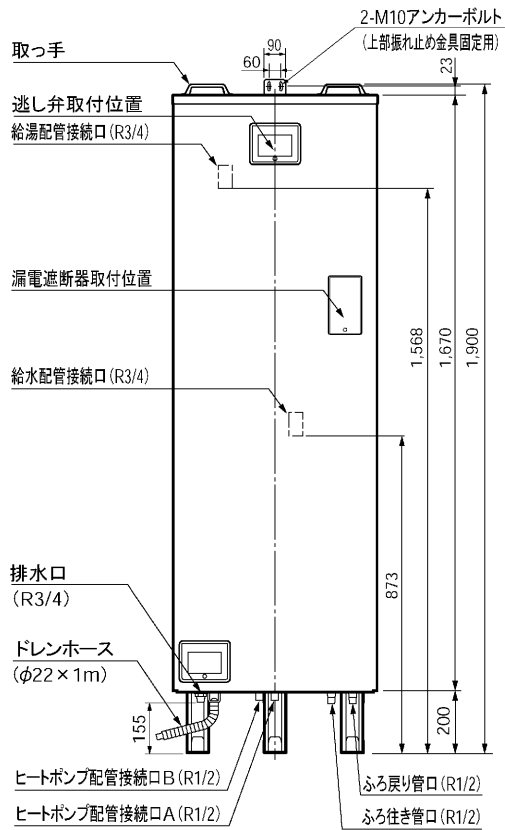 2-M10アンカーボルト
(上部振れ止め金具固定用)
90
60
23
取っ手
逃し弁取付位置
給湯配管接続口(R3/4)
漏電遮断器取付位置
給水配管接続口(R3/4)
1,568
1,670
1,900
873
排水口
(R3/4)
ドレンホース
(φ22×1m)
155
200
ヒートポンプ配管接続口B(R1/2)
ヒートポンプ配管接続口A(R1/2)
ふろ戻り管口(R1/2)
ふろ往き管口(R1/2)